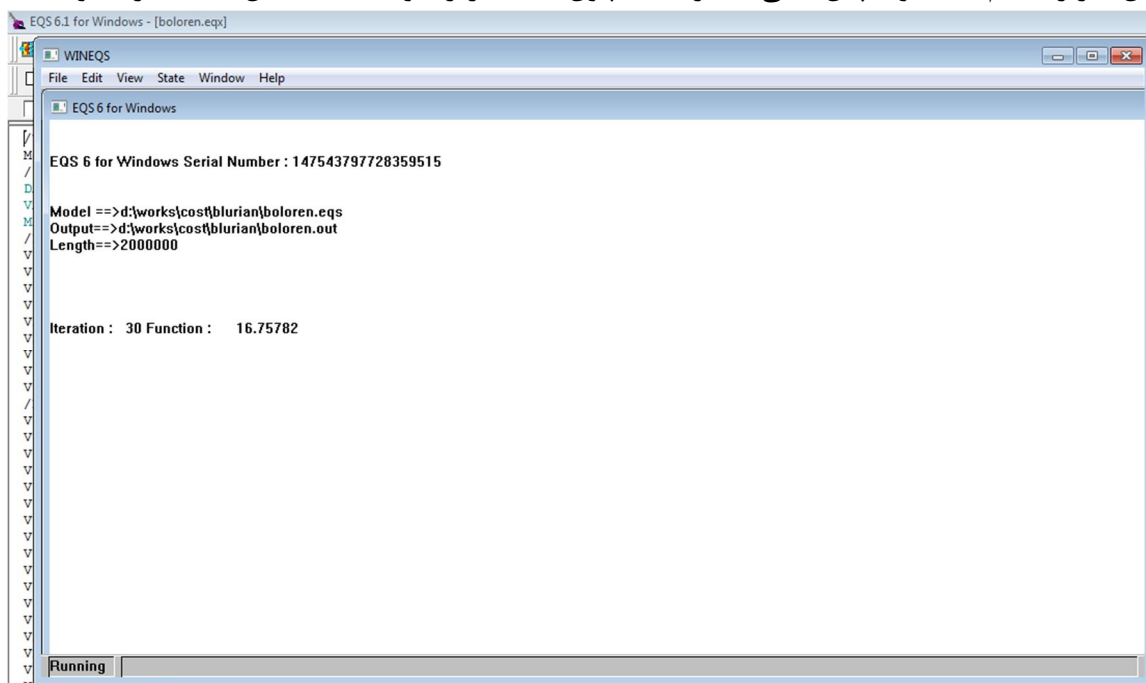 EQS 6.1 for Windows - [boloren.eqx]
WINEQS
File Edit View State Window Help
EQS 6 for Windows
EQS 6 for Windows Serial Number : 147543797728359515
Model ==>d:\works\cost\blurian\boloren.eqs
Output==>d:\works\cost\blurian\boloren.out
Length==>2000000
Iteration : 30 Function : 16.75782
Running